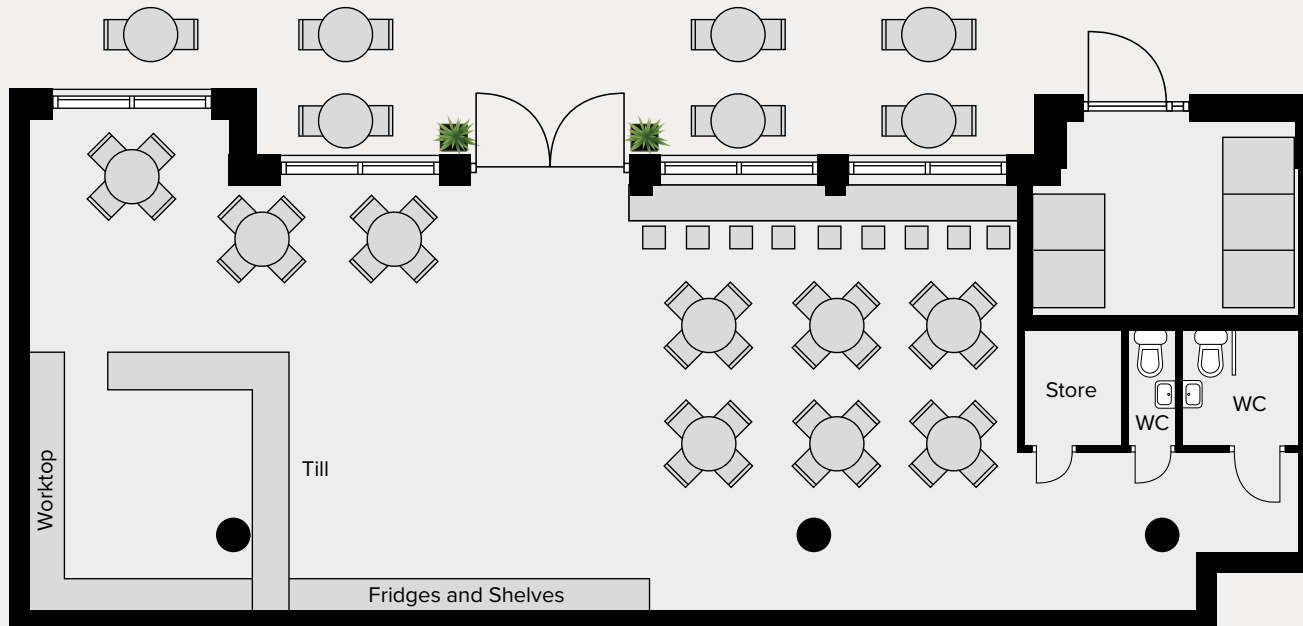 Store
WC
WC
Till
Worktop
Fridges and Shelves